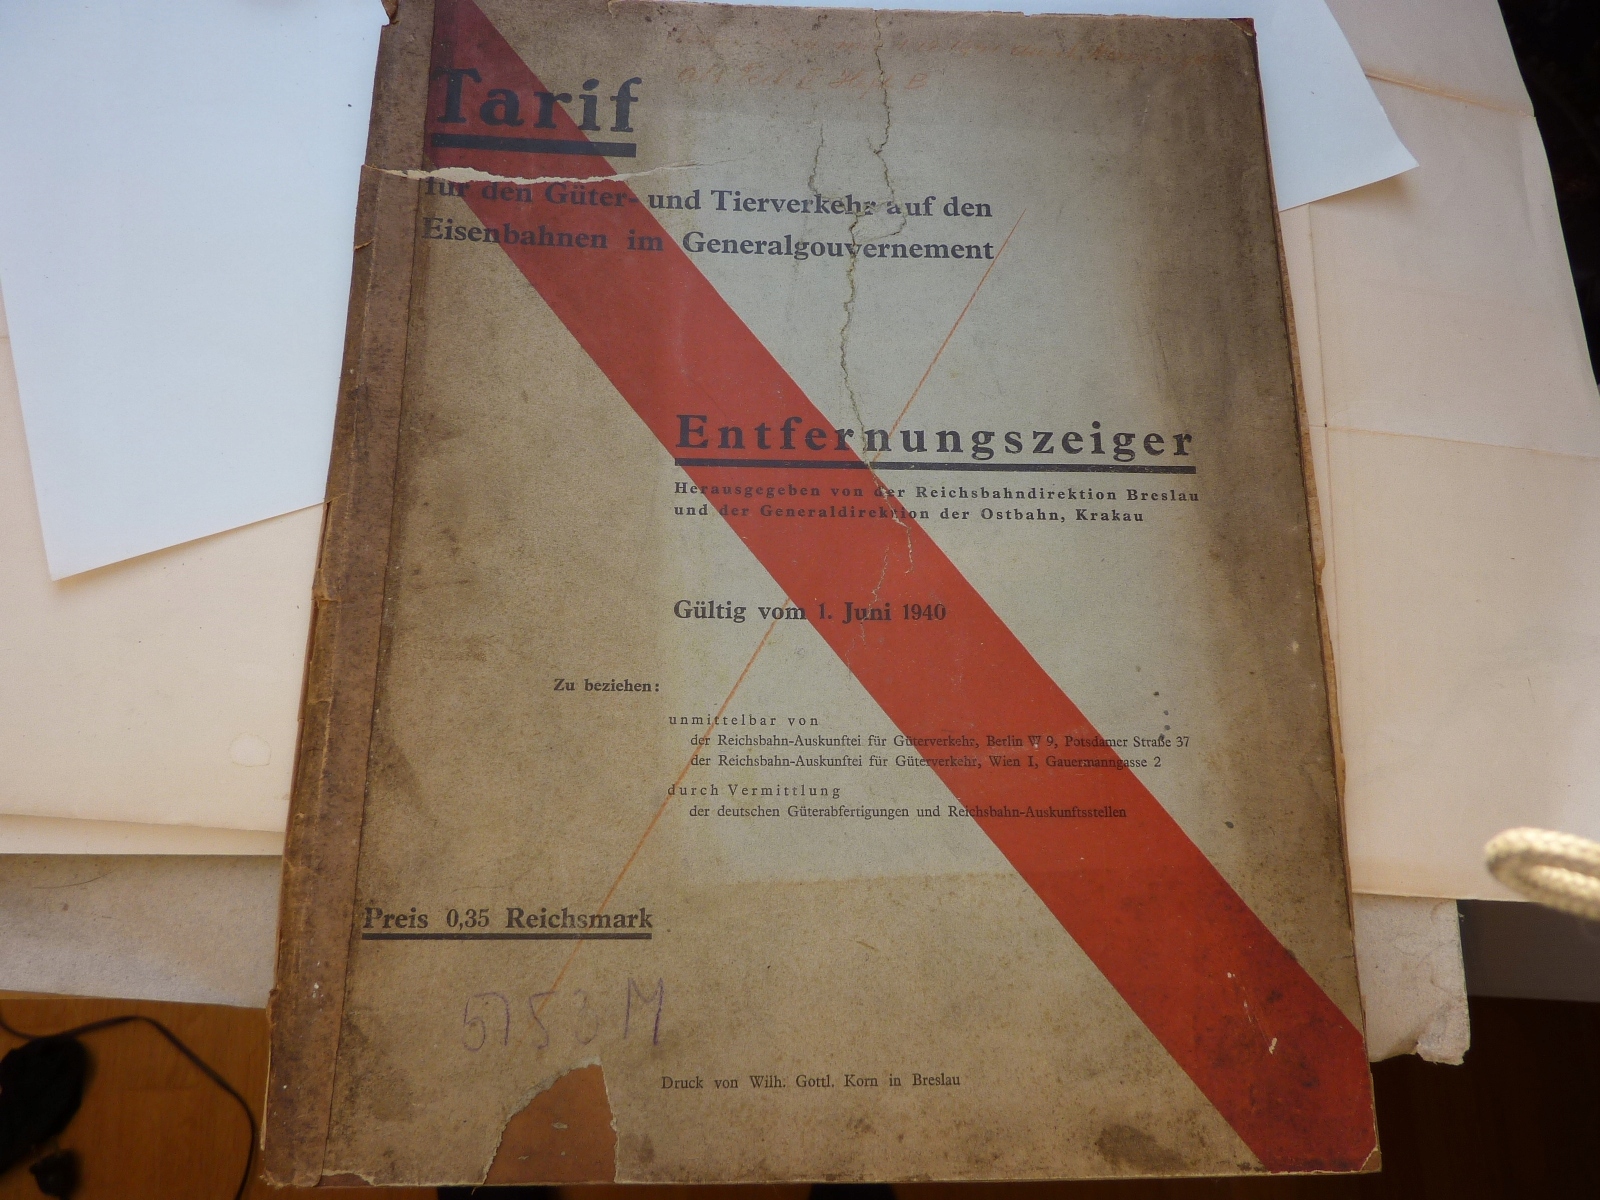 Tarif
für den Güter- und Tierverkehr auf den
Eisenbahnen im Generalgouvernement
Entfernungszeiger
Herausgegeben von der Reichsbahndirektion Breslau
und der Generaldirektion der Ostbahn, Krakau
Gültig vom 1. Juni 1940
Zu beziehen:
unmittelbar von
der Reichsbahn-Auskunftei für Güterverkehr, Berlin W 9, Potsdamer Straße 37
der Reichsbahn-Auskunftei für Güterverkehr, Wien I, Gauermanngasse 2
durch Vermittlung
der deutschen Güterabfertigungen und Reichsbahn-Auskunftsstellen
Preis 0,35 Reichsmark
Druck von Wilh. Gottl. Korn in Breslau